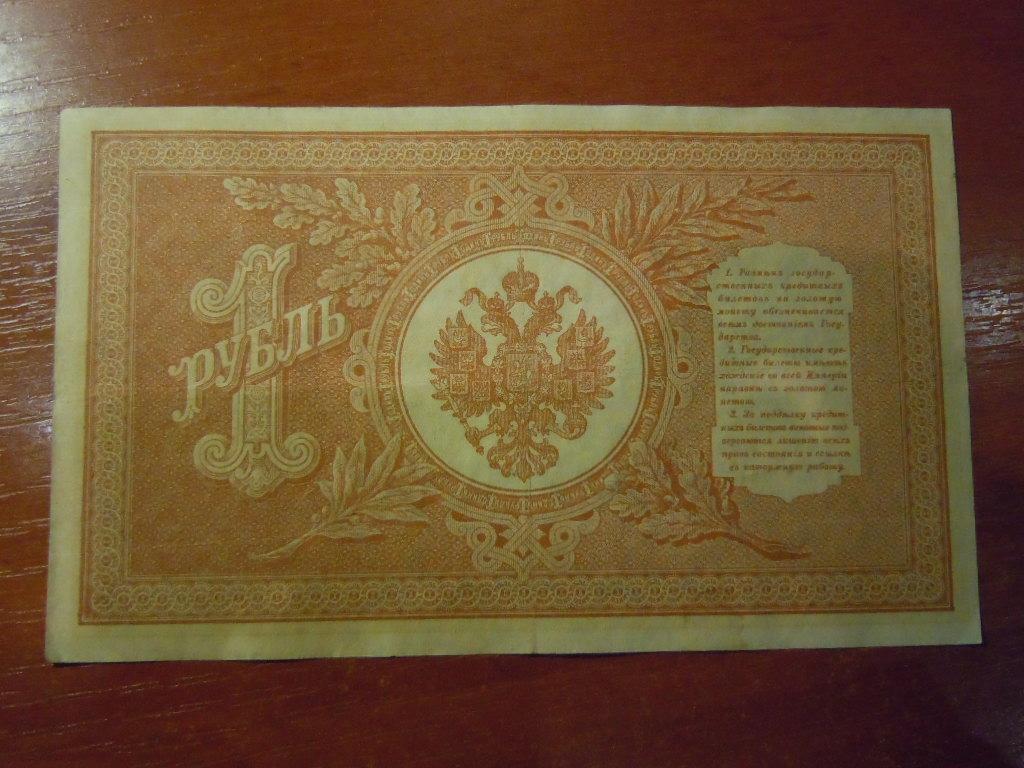 1
РУБЛЬ
1. Размѣнъ государ-
ственныхъ кредитныхъ
билетовъ на золотую
монету обезпечивается
всѣмъ достояніемъ Госу-
дарства.
2. Государственные кре-
дитные билеты имѣютъ
хожденіе во всей Имперіи
наравнѣ съ золотою мо-
нетою.
3. За поддѣлку кредит-
ныхъ билетовъ виновные под-
вергаются лишенію всѣхъ
правъ состоянія и ссылкѣ
въ каторжную работу.